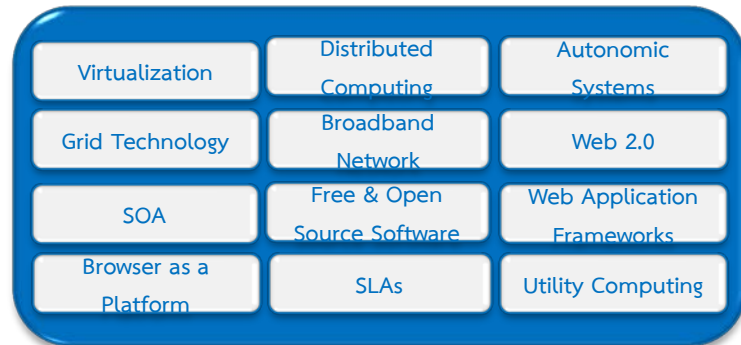 Virtualization
Distributed
Computing
Autonomic
Systems
Grid Technology
Broadband
Network
Web 2.0
SOA
Free & Open
Source Software
Web Application
Frameworks
Browser as a
Platform
SLAs
Utility Computing